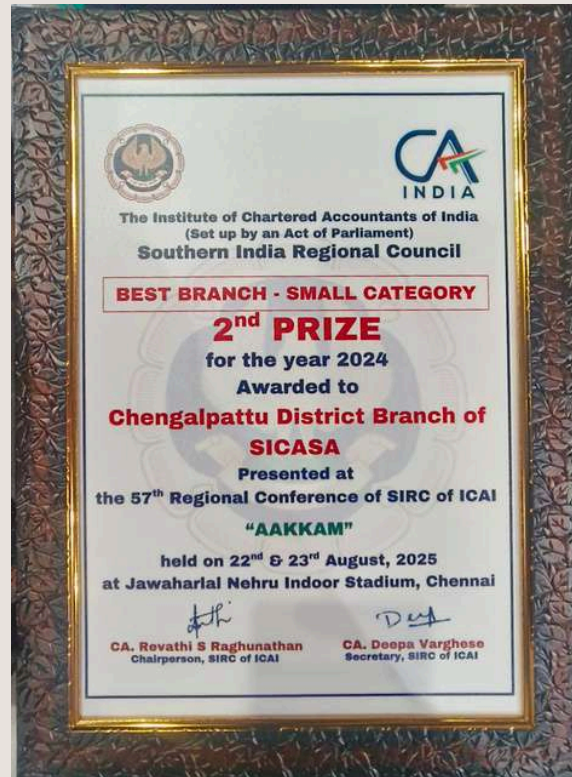 CA
INDIA
The Institute of Chartered Accountants of India
(Set up by an Act of Parliament)
Southern India Regional Council
BEST BRANCH - SMALL CATEGORY
2nd PRIZE
for the year 2024
Awarded to
Chengalpattu District Branch of
SICASA
Presented at
the 57th Regional Conference of SIRC of ICAI
“AAKKAM”
held on 22nd & 23rd August, 2025
at Jawaharlal Nehru Indoor Stadium, Chennai
CA. Revathi S Raghunathan
Chairperson, SIRC of ICAI
CA. Deepa Varghese
Secretary, SIRC of ICAI